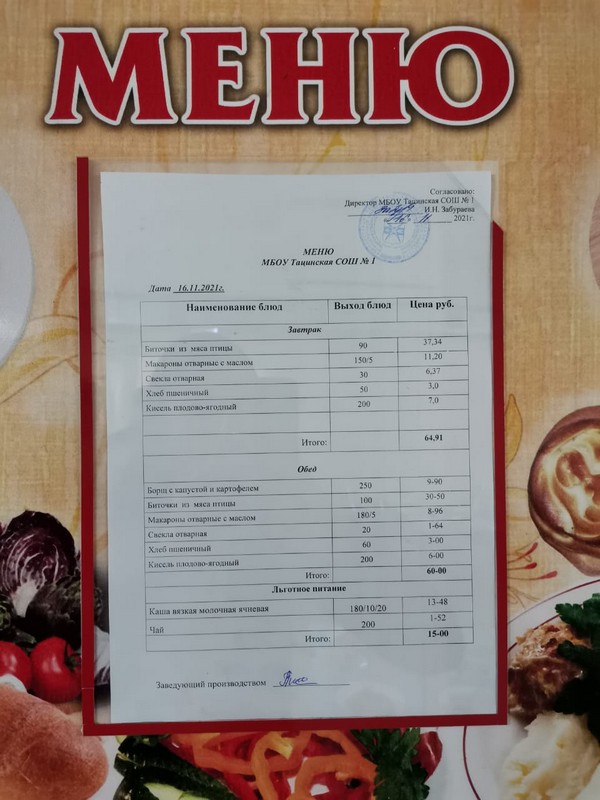 МЕНЮ
Согласовано:
Директор МБОУ Тацинская СОШ № 1
И.Н. Забураева
2021г.
МЕНЮ
МБОУ Тацинская СОШ № 1
Дата 16.11.2021г.
Наименование блюд Выход блюд Цена руб.
Завтрак
Биточки из мяса птицы 90 37,34
Макароны отварные с маслом 150/5 11,20
Свекла отварная 30 6,37
Хлеб пшеничный 50 3,0
Кисель плодово-ягодный 200 7,0
Итого: 64,91
Обед
Борщ с капустой и картофелем 250 9-90
Биточки из мяса птицы 100 30-50
Макароны отварные с маслом 180/5 8-96
Свекла отварная 20 1-64
Хлеб пшеничный 60 3-00
Кисель плодово-ягодный 200 6-00
Итого: 60-00
Льготное питание
Каша вязкая молочная ячневая 180/10/20 13-48
Чай 200 1-52
Итого: 15-00
Заведующий производством